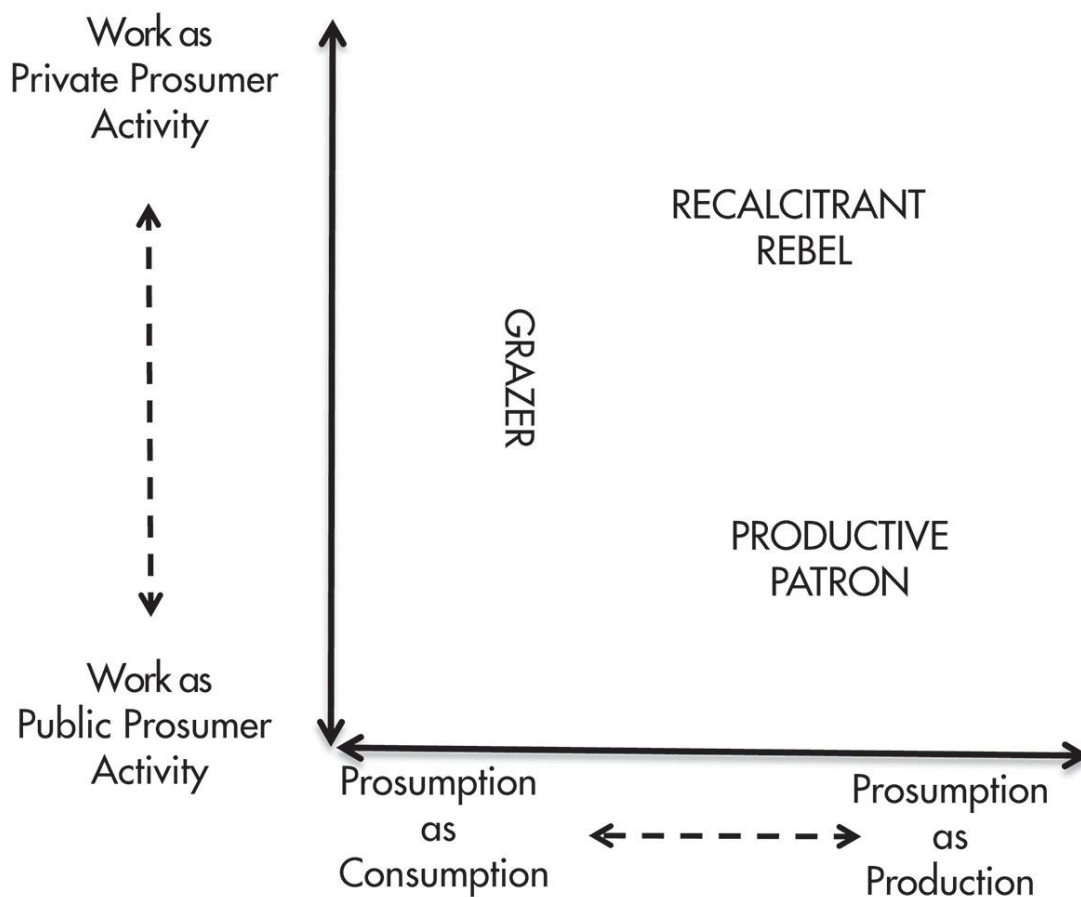 Work as
Private Prosumer
Activity
RECALCITRANT
REBEL
GRAZER
PRODUCTIVE
PATRON
Work as
Public Prosumer
Activity
Prosumption
as
Consumption
Prosumption
as
Production